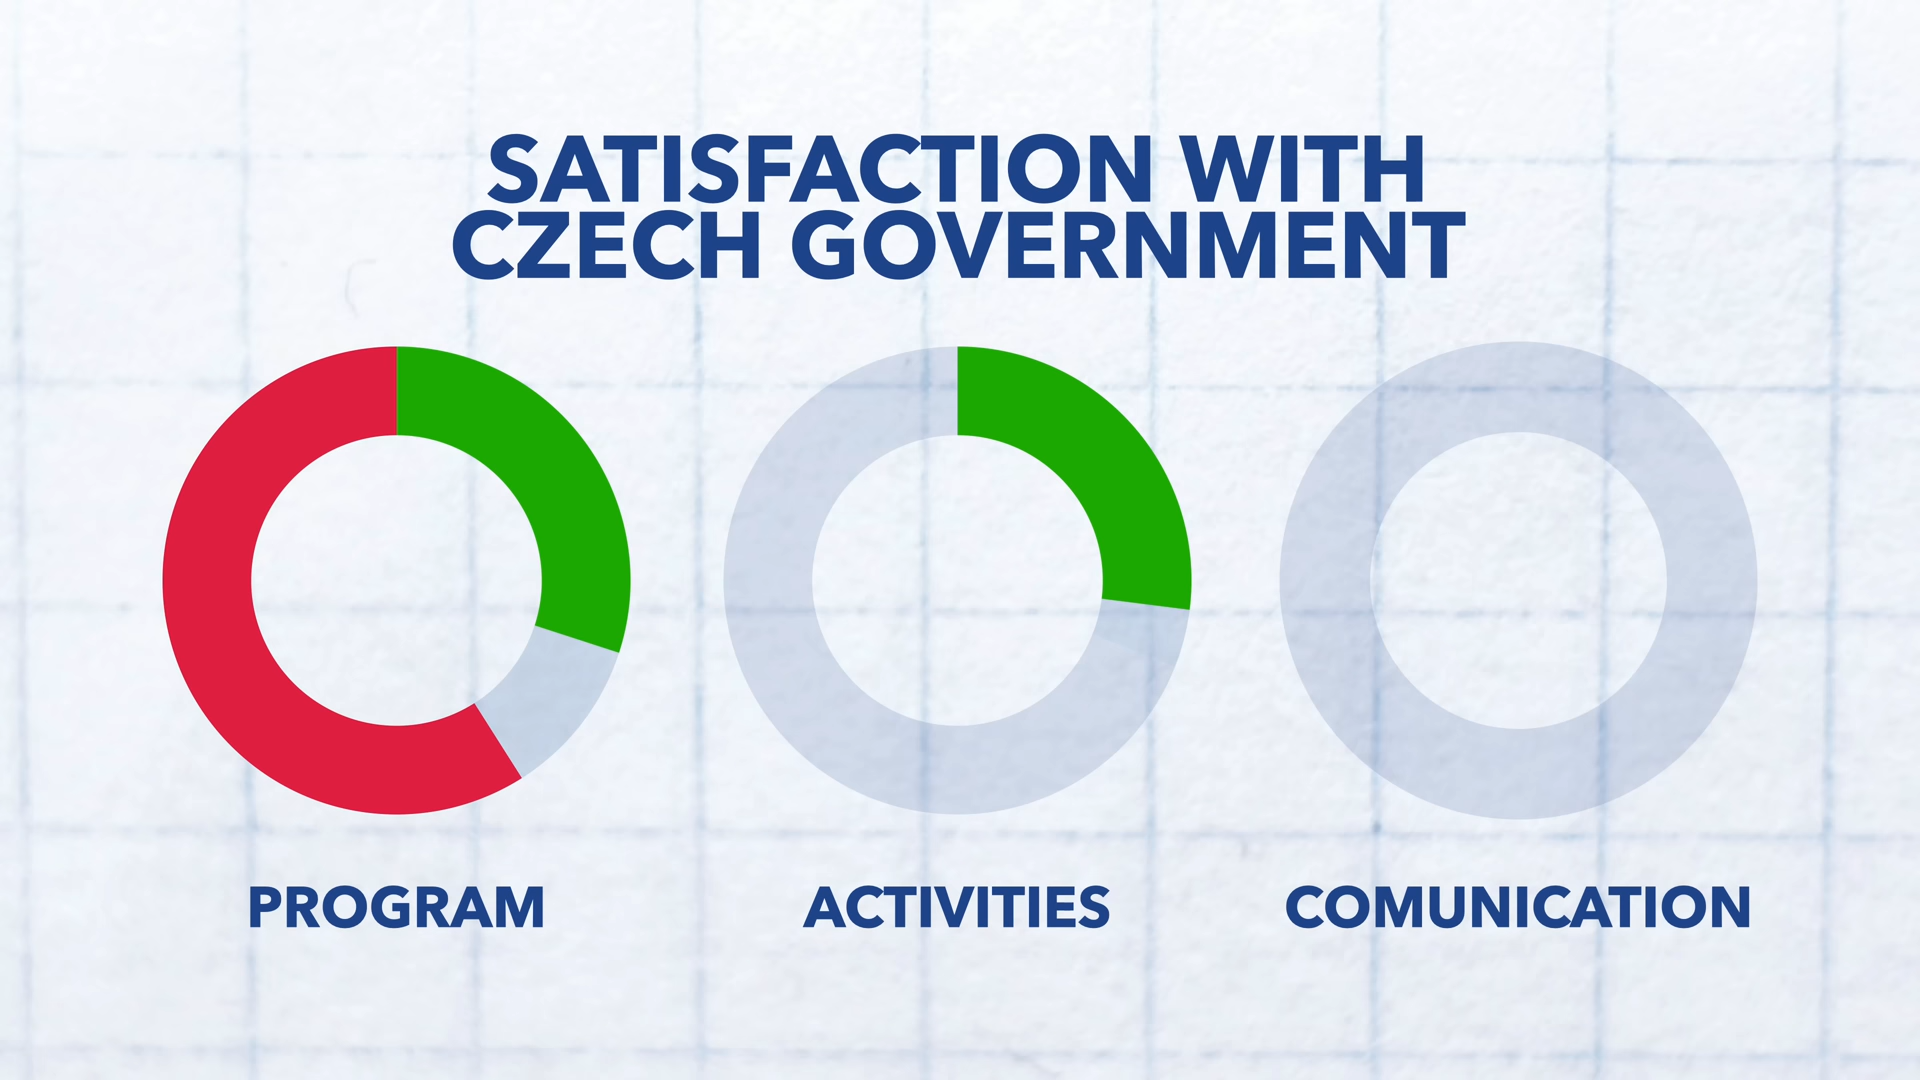 SATISFACTION WITH
CZECH GOVERNMENT
PROGRAM
ACTIVITIES
COMUNICATION